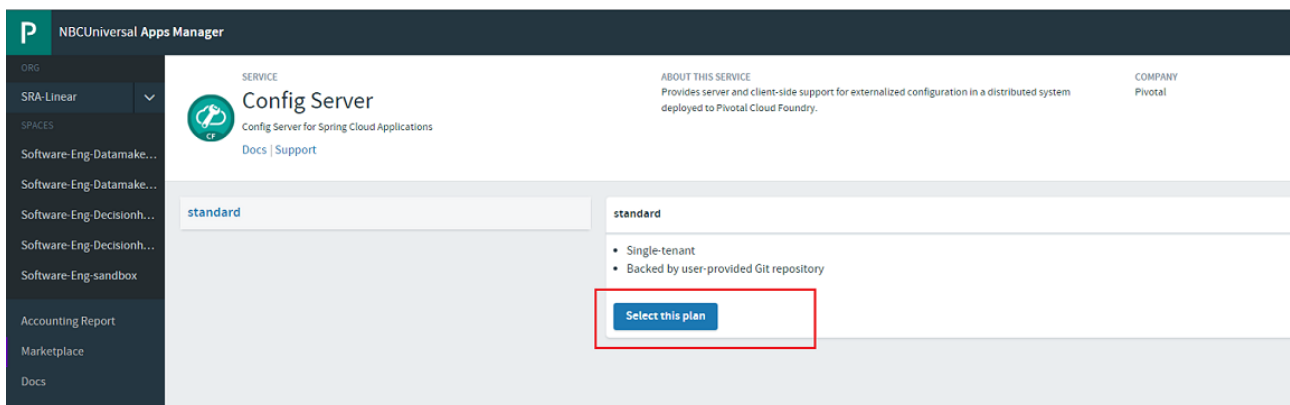 P NBCUniversal Apps Manager
ORG
SRA-Linear
SPACES
Software-Eng-Datamake...
Software-Eng-Datamake...
Software-Eng-Decisionh...
Software-Eng-Decisionh...
Software-Eng-sandbox
Accounting Report
Marketplace
Docs
SERVICE
Config Server
Config Server for Spring Cloud Applications
Docs | Support
CF
ABOUT THIS SERVICE
Provides server and client-side support for externalized configuration in a distributed system
deployed to Pivotal Cloud Foundry.
COMPANY
Pivotal
standard
standard
• Single-tenant
• Backed by user-provided Git repository
Select this plan